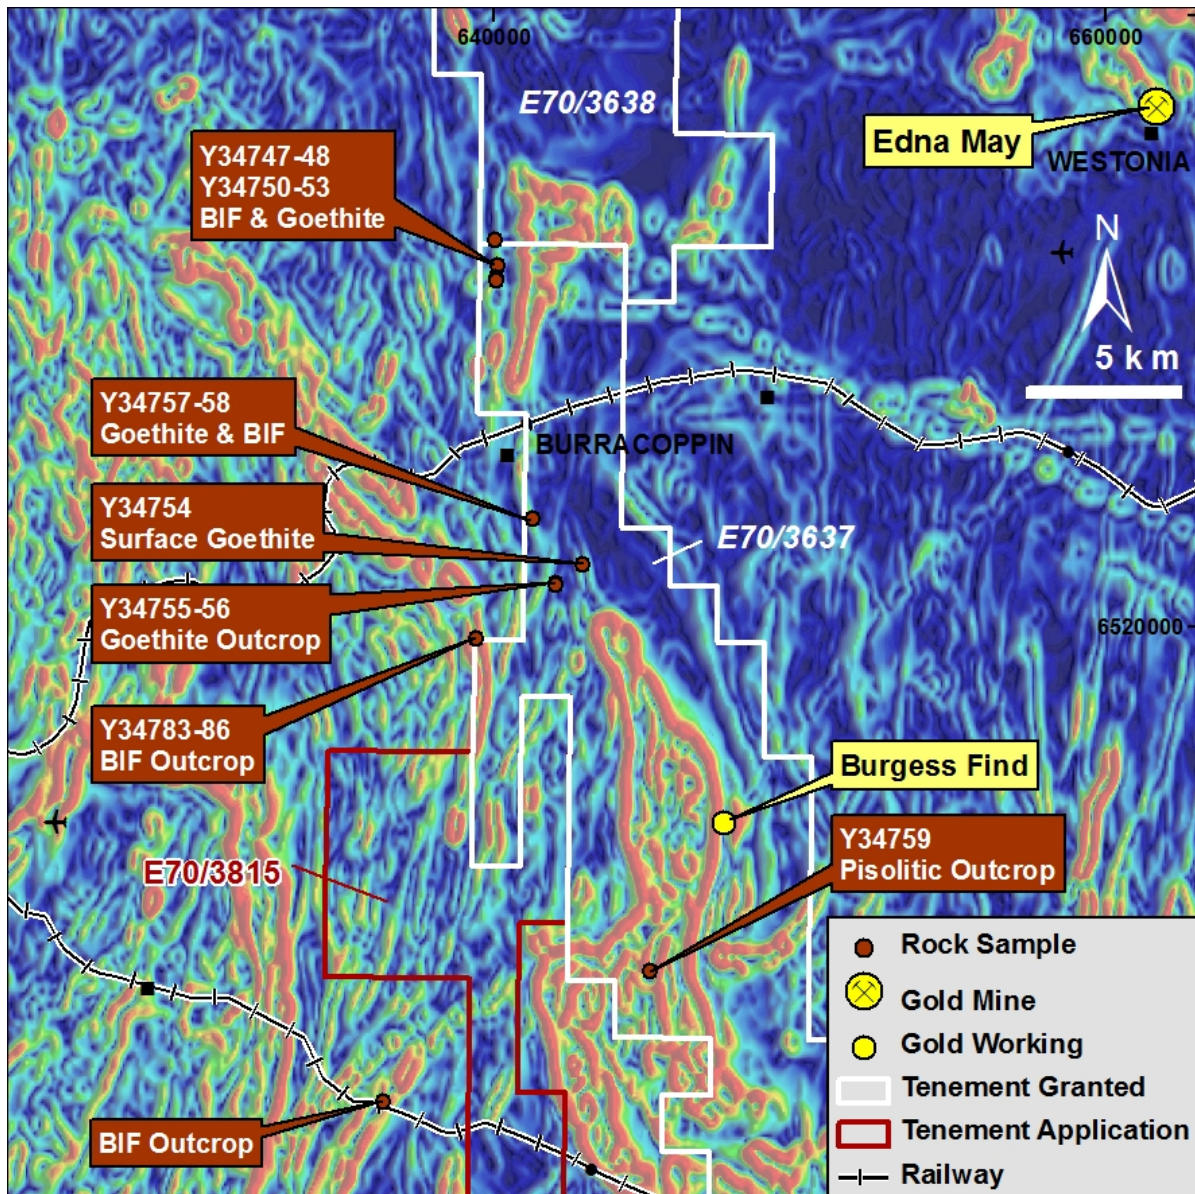 640000
660000
E70/3638
Edna May
WESTONIA
Y34747-48
Y34750-53
BIF & Goethite
N
5 km
Y34757-58
Goethite & BIF
BURRACOPPIN
Y34754
Surface Goethite
E70/3637
Y34755-56
Goethite Outcrop
6520000
Y34783-86
BIF Outcrop
Burgess Find
Y34759
Pisolitic Outcrop
E70/3815
BIF Outcrop
Rock Sample
Gold Mine
Gold Working
Tenement Granted
Tenement Application
Railway